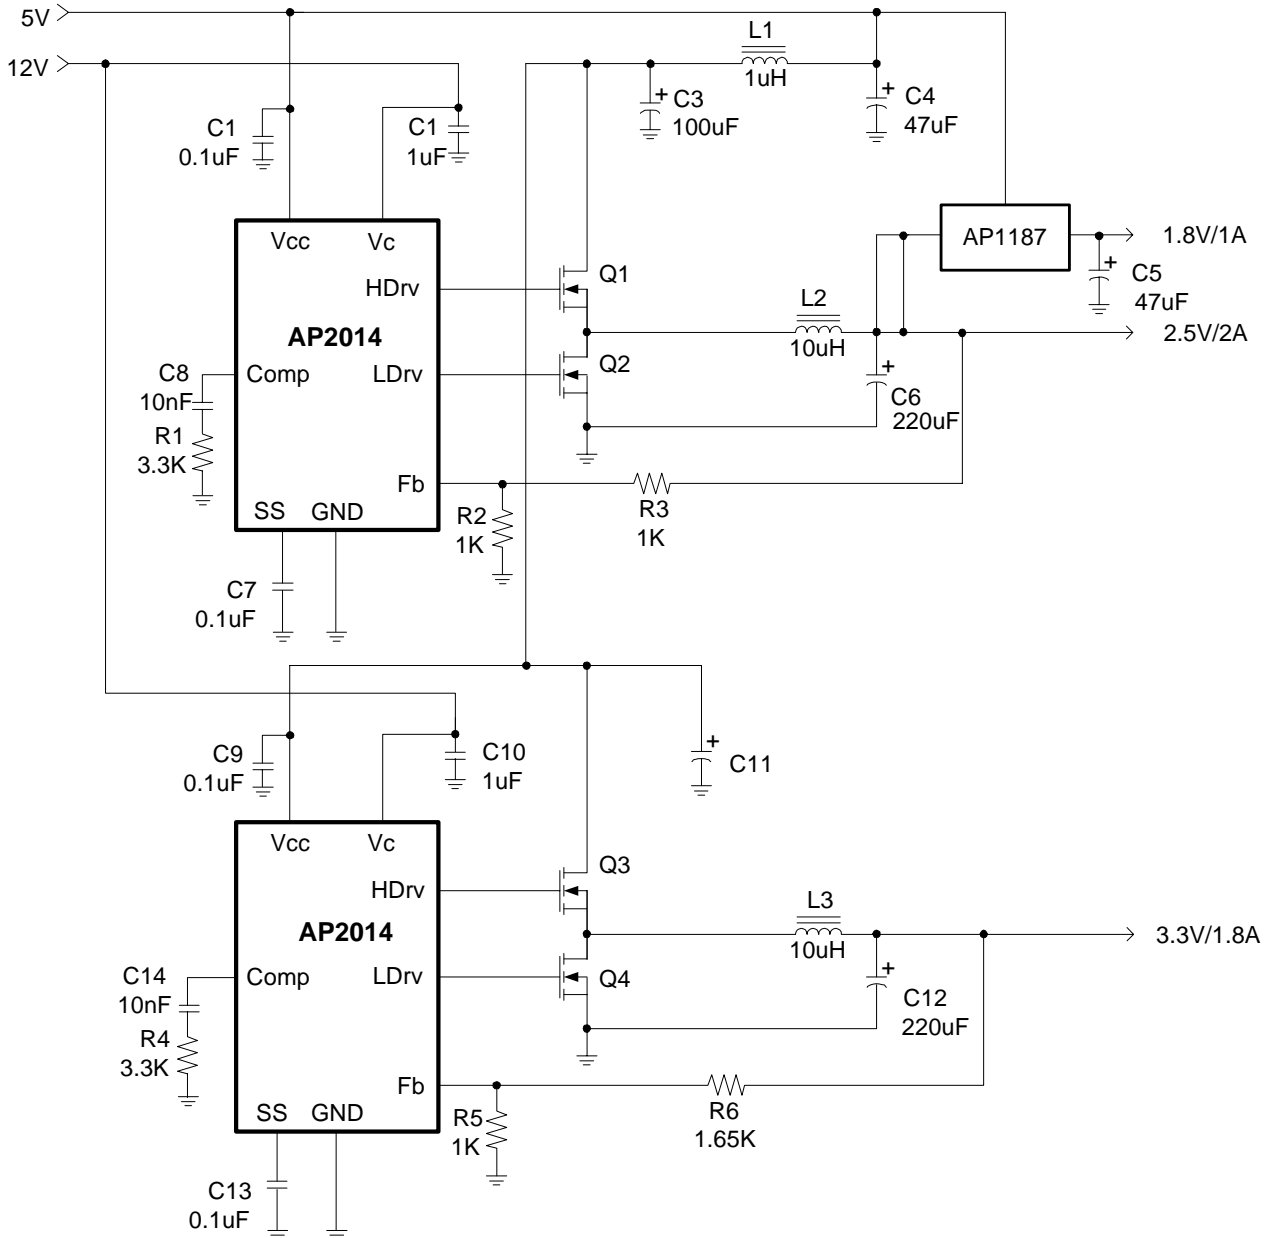 5V
12V
L1
1uH
C1
0.1uF
C1
1uF
+
C3
100uF
+
C4
47uF
Vcc
Vc
HDrv
AP2014
Comp
LDrv
Fb
SS
GND
Q1
Q2
AP1187
1.8V/1A
+
C5
47uF
L2
10uH
2.5V/2A
+
C6
220uF
C8
10nF
R1
3.3K
R2
1K
R3
1K
C7
0.1uF
C9
0.1uF
C10
1uF
+
C11
Vcc
Vc
HDrv
AP2014
Comp
LDrv
Fb
SS
GND
Q3
Q4
L3
10uH
3.3V/1.8A
+
C12
220uF
C14
10nF
R4
3.3K
R5
1K
R6
1.65K
C13
0.1uF